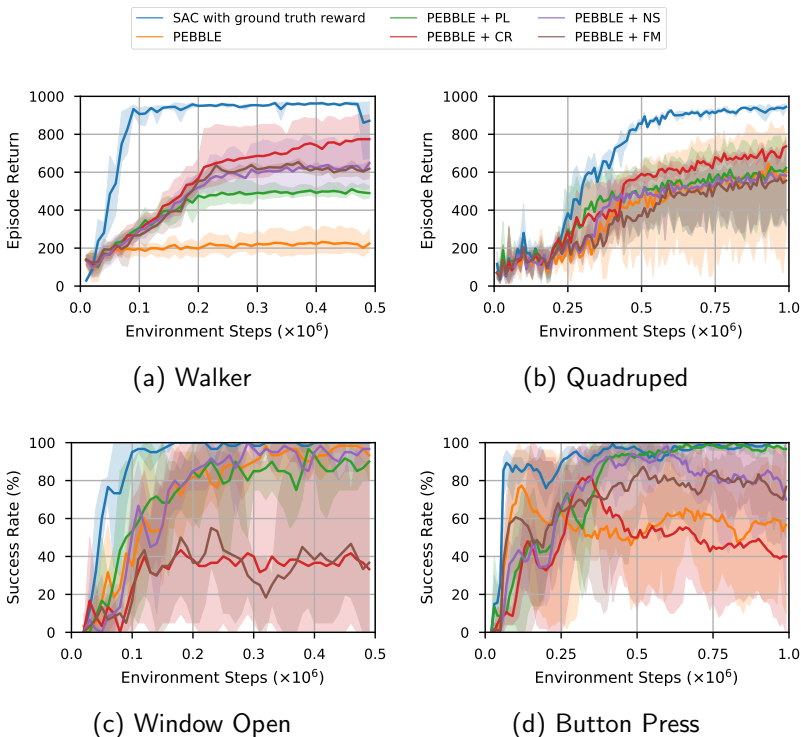 SAC with ground truth reward
PEBBLE
PEBBLE + PL
PEBBLE + CR
PEBBLE + NS
PEBBLE + FM
Episode Return
1000
800
600
400
200
0
0.0 0.1 0.2 0.3 0.4 0.5
Environment Steps (×10⁶)
(a) Walker
Episode Return
1000
800
600
400
200
0
0.0 0.25 0.5 0.75 1.0
Environment Steps (×10⁶)
(b) Quadruped
Success Rate (%)
100
80
60
40
20
0
0.0 0.1 0.2 0.3 0.4 0.5
Environment Steps (×10⁶)
(c) Window Open
Success Rate (%)
100
80
60
40
20
0
0.0 0.25 0.5 0.75 1.0
Environment Steps (×10⁶)
(d) Button Press